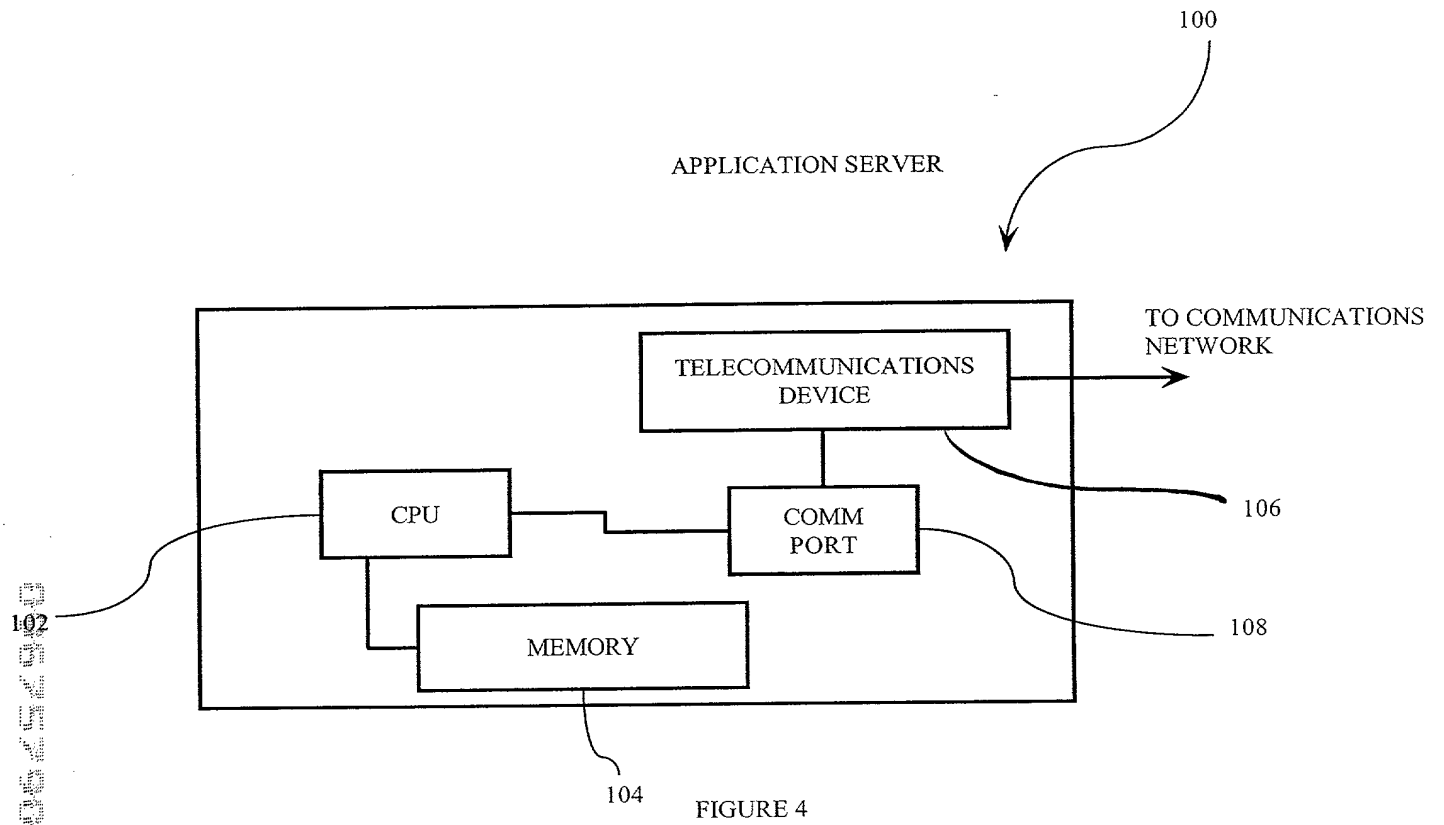 100
APPLICATION SERVER
TO COMMUNICATIONS
NETWORK
TELECOMMUNICATIONS
DEVICE
CPU
COMM
PORT
106
102
108
MEMORY
104
FIGURE 4